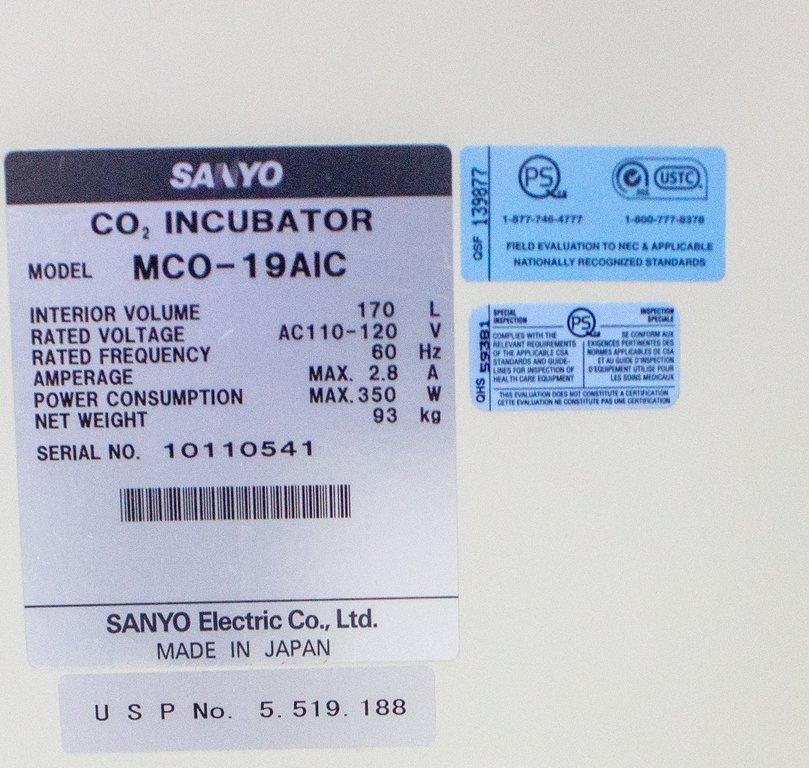 SANYO
CO₂ INCUBATOR
MODEL MCO-19AIC
INTERIOR VOLUME 170 L
RATED VOLTAGE AC110-120 V
RATED FREQUENCY 60 Hz
AMPERAGE MAX. 2.8 A
POWER CONSUMPTION MAX.350 W
NET WEIGHT 93 kg
SERIAL NO. 10110541
SANYO Electric Co., Ltd.
MADE IN JAPAN
U S P No. 5.519.188
QSF 139877
PS
USTC
1-877-746-4777 1-800-777-8378
FIELD EVALUATION TO NEC & APPLICABLE
NATIONALLY RECOGNIZED STANDARDS
QHS 59381
SPECIAL
INSPECTION
PS
INSPECTION
SPECIALE
COMPLIES WITH THE
RELEVANT REQUIREMENTS
OF THE APPLICABLE CSA
STANDARDS AND GUIDE-
LINES FOR INSPECTION OF
HEALTH CARE EQUIPMENT
SE CONFORM AUX
EXIGENCES PERTINENTES DES
NORMES APPLICABLES DE CSA
ET AU GUIDE D'INSPECTION
D'EQUIPEMENT UTILISE POUR
LES SOINS MEDICAUX
THIS EVALUATION DOES NOT CONSTITUTE A CERTIFICATION
CETTE EVALUATION NE CONSTITUTE PAS UNE CERTIFICATION